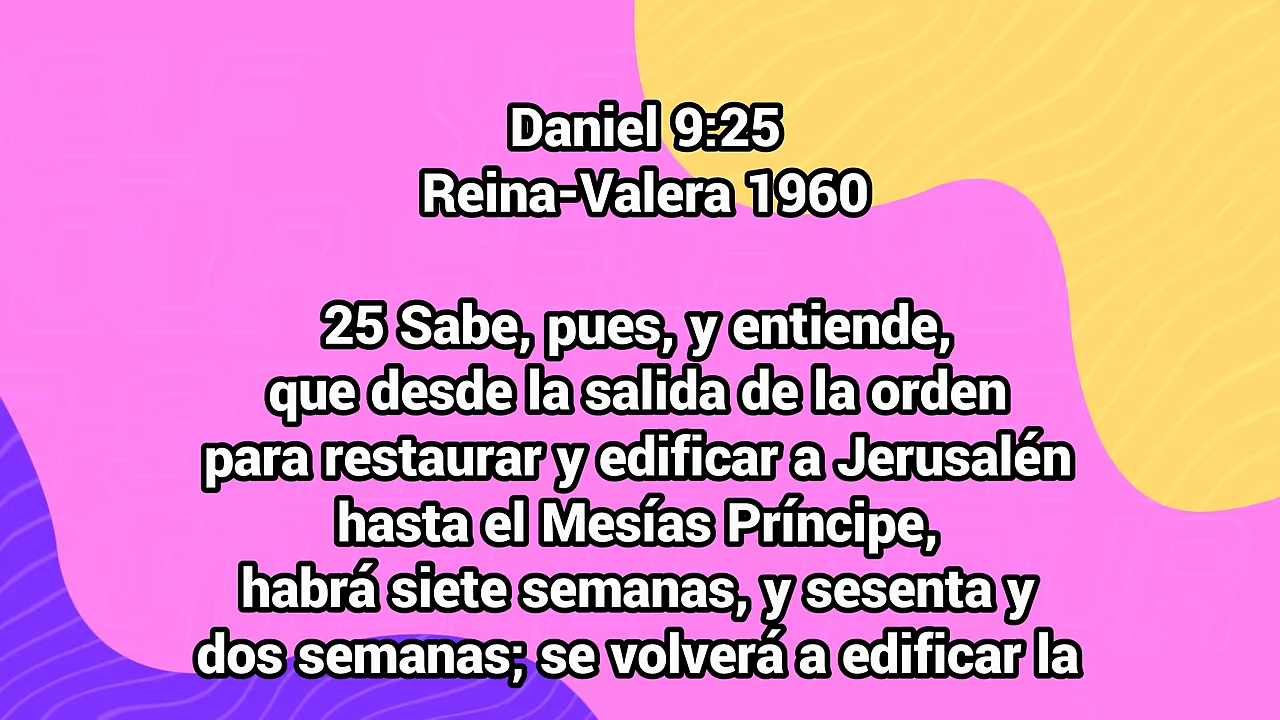 Daniel 9:25
Reina-Valera 1960
25 Sabe, pues, y entiende,
que desde la salida de la orden
para restaurar y edificar a Jerusalén
hasta el Mesías Príncipe,
habrá siete semanas, y sesenta y
dos semanas; se volverá a edificar la